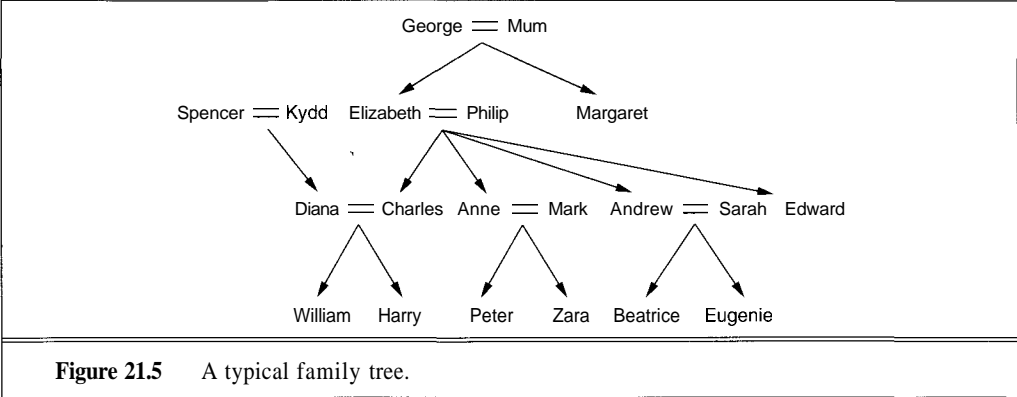 George Mum
Spencer Kydd Elizabeth Philip Margaret
Diana Charles Anne Mark Andrew Sarah Edward
William Harry Peter Zara Beatrice Eugenie
Figure 21.5 A typical family tree.